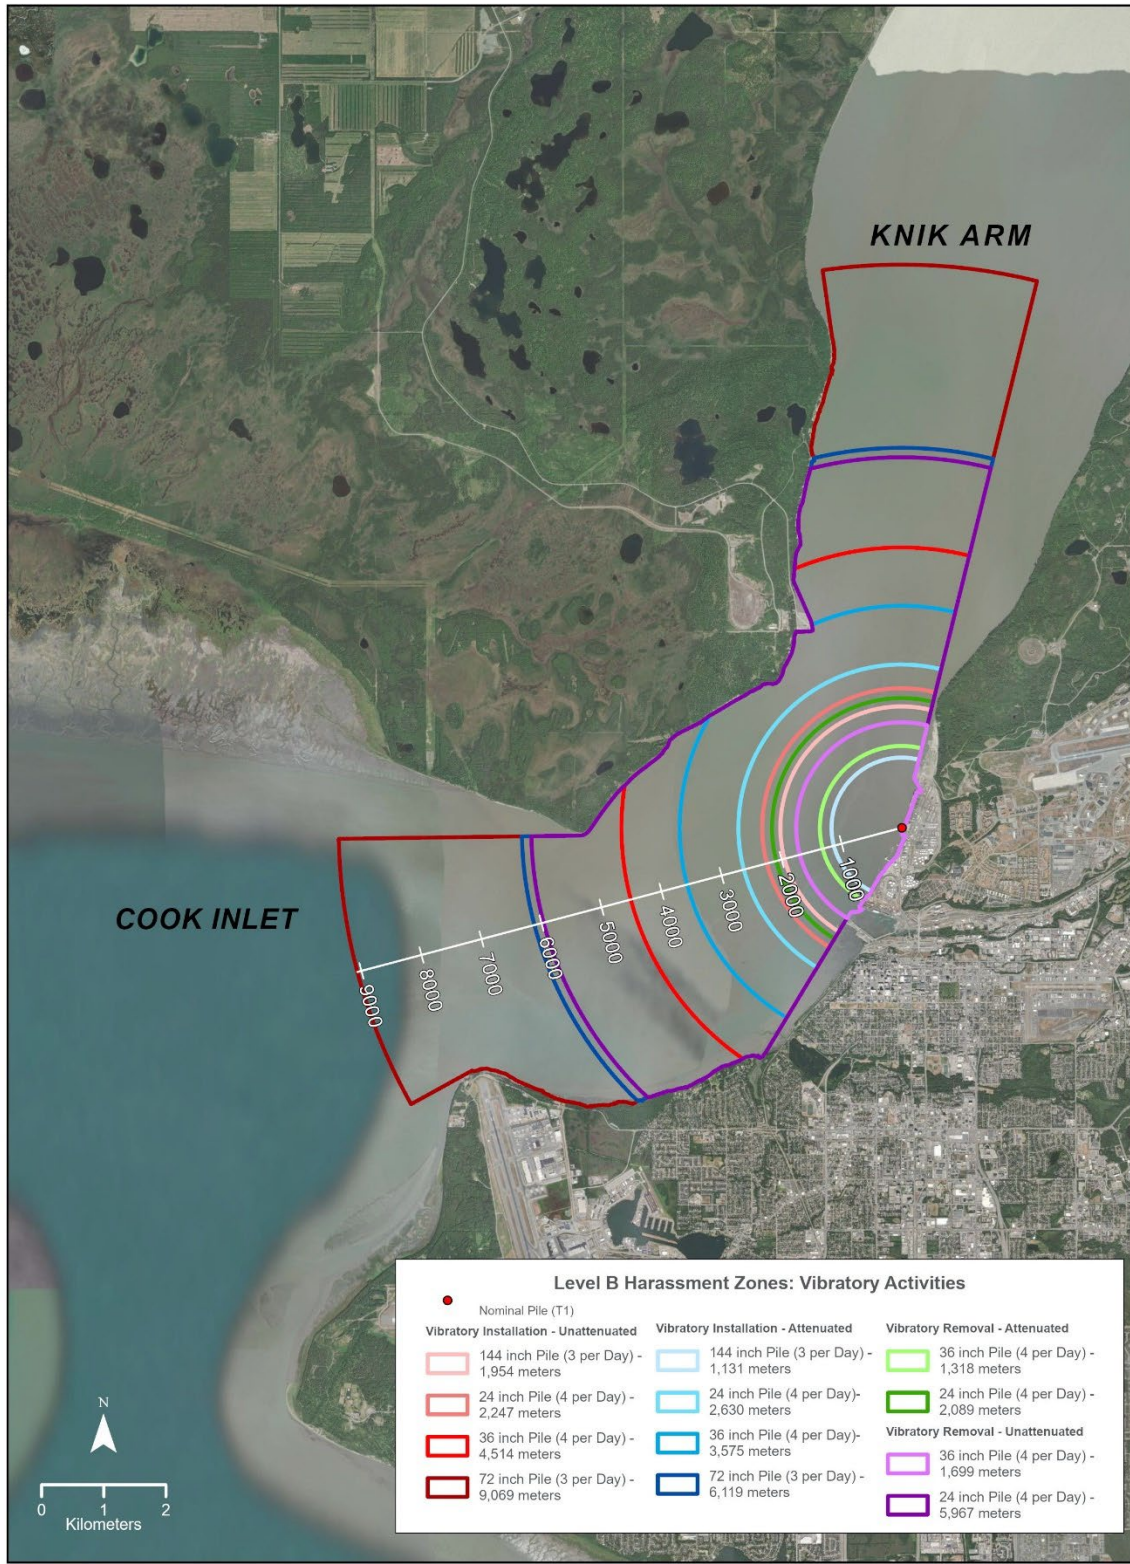 KNIK ARM
COOK INLET
1000
2000
3000
4000
5000
6000
7000
8000
9000
N
0 1 2
Kilometers
Level B Harassment Zones: Vibratory Activities
Nominal Pile (T1)
Vibratory Installation - Unattenuated
144 inch Pile (3 per Day) -
1,954 meters
24 inch Pile (4 per Day) -
2,247 meters
36 inch Pile (4 per Day) -
4,514 meters
72 inch Pile (3 per Day) -
9,069 meters
Vibratory Installation - Attenuated
144 inch Pile (3 per Day) -
1,131 meters
24 inch Pile (4 per Day)-
2,630 meters
36 inch Pile (4 per Day)-
3,575 meters
72 inch Pile (3 per Day)-
6,119 meters
Vibratory Removal - Attenuated
36 inch Pile (4 per Day) -
1,318 meters
24 inch Pile (4 per Day) -
2,089 meters
Vibratory Removal - Unattenuated
36 inch Pile (4 per Day) -
1,699 meters
24 inch Pile (4 per Day) -
5,967 meters